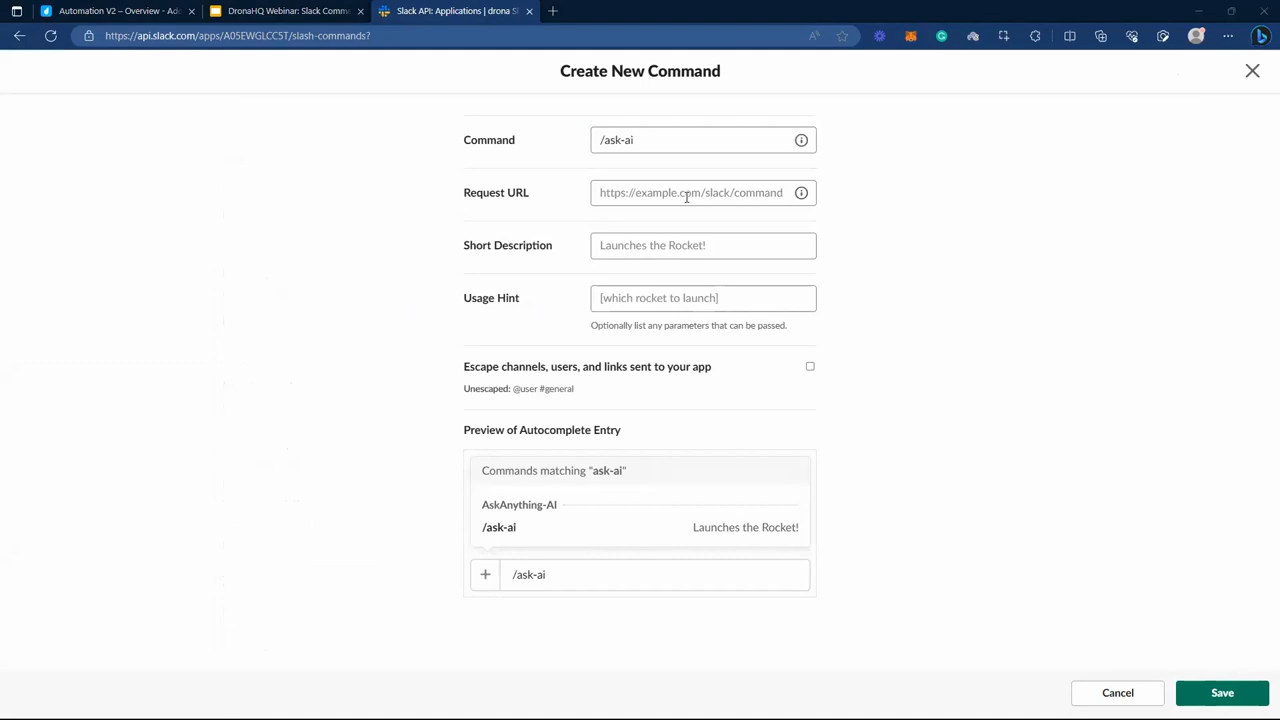 Automation V2 – Overview - Ad
DronaHQ Webinar: Slack Comm
Slack API: Applications | drona Sl
https://api.slack.com/apps/A05EWGLCC5T/slash-commands?
Create New Command
Command
/ask-ai
Request URL
https://example.com/slack/command
Short Description
Launches the Rocket!
Usage Hint
[which rocket to launch]
Optionally list any parameters that can be passed.
Escape channels, users, and links sent to your app
Unescaped: @user #general
Preview of Autocomplete Entry
Commands matching "ask-ai"
AskAnything-AI
/ask-ai
Launches the Rocket!
+
/ask-ai
Cancel
Save